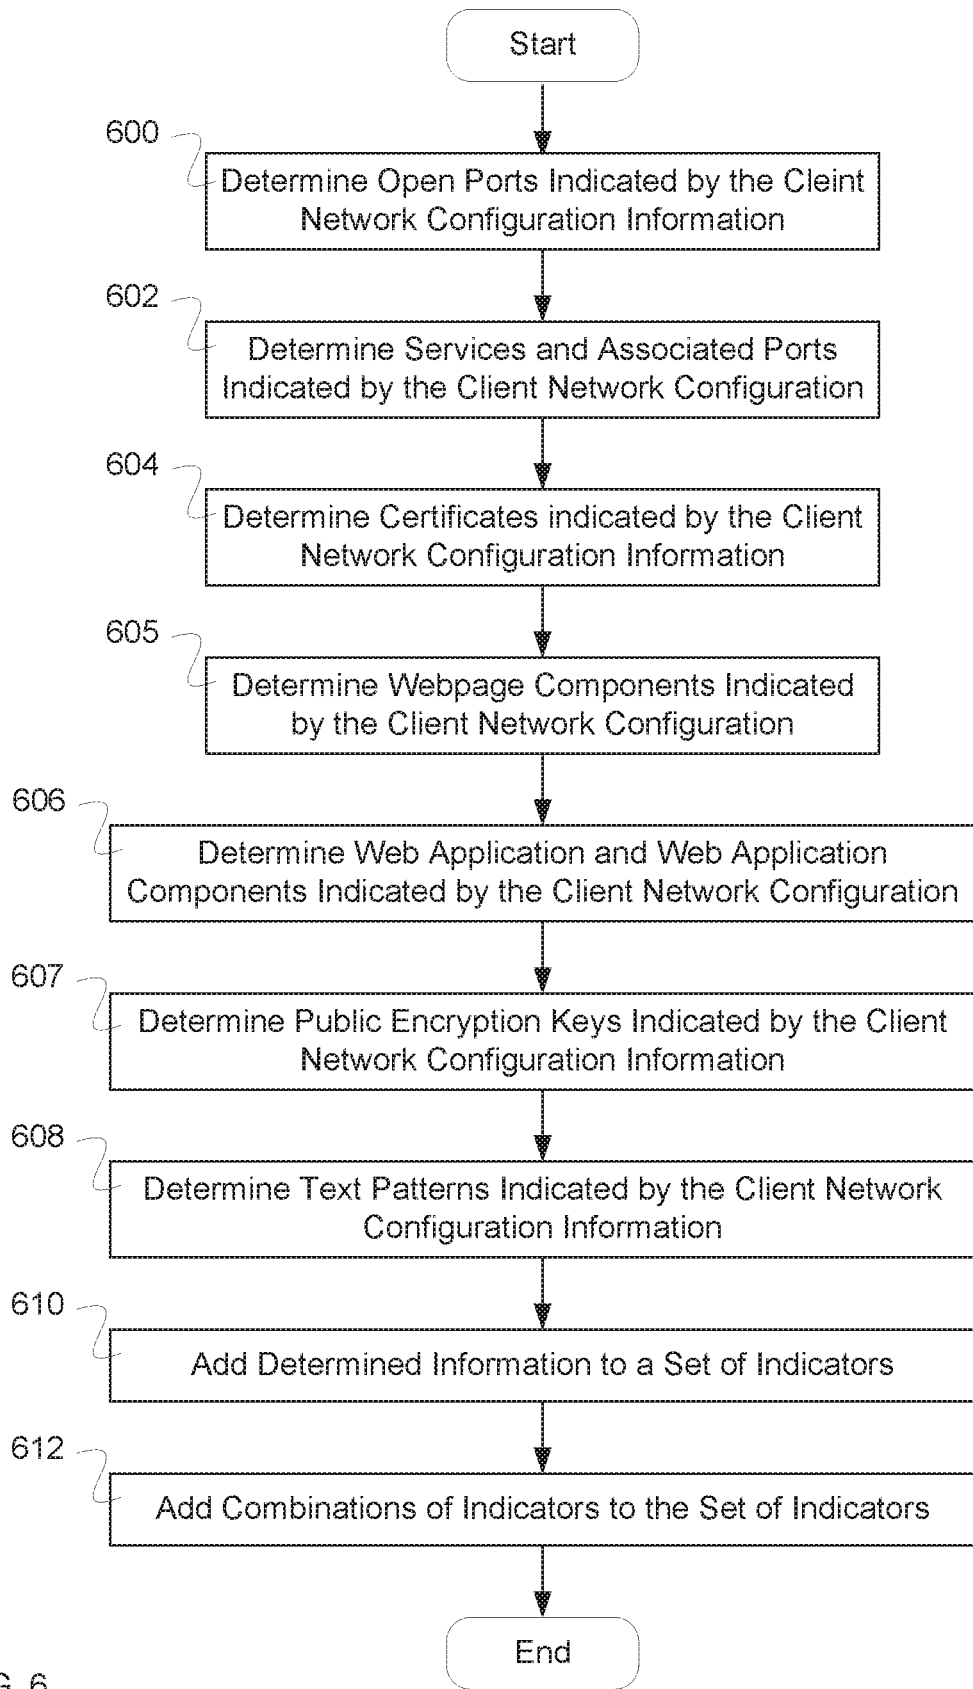 Start
600
Determine Open Ports Indicated by the Cleint
Network Configuration Information
602
Determine Services and Associated Ports
Indicated by the Client Network Configuration
604
Determine Certificates indicated by the Client
Network Configuration Information
605
Determine Webpage Components Indicated
by the Client Network Configuration
606
Determine Web Application and Web Application
Components Indicated by the Client Network Configuration
607
Determine Public Encryption Keys Indicated by the Client
Network Configuration Information
608
Determine Text Patterns Indicated by the Client Network
Configuration Information
610
Add Determined Information to a Set of Indicators
612
Add Combinations of Indicators to the Set of Indicators
End
G. 6